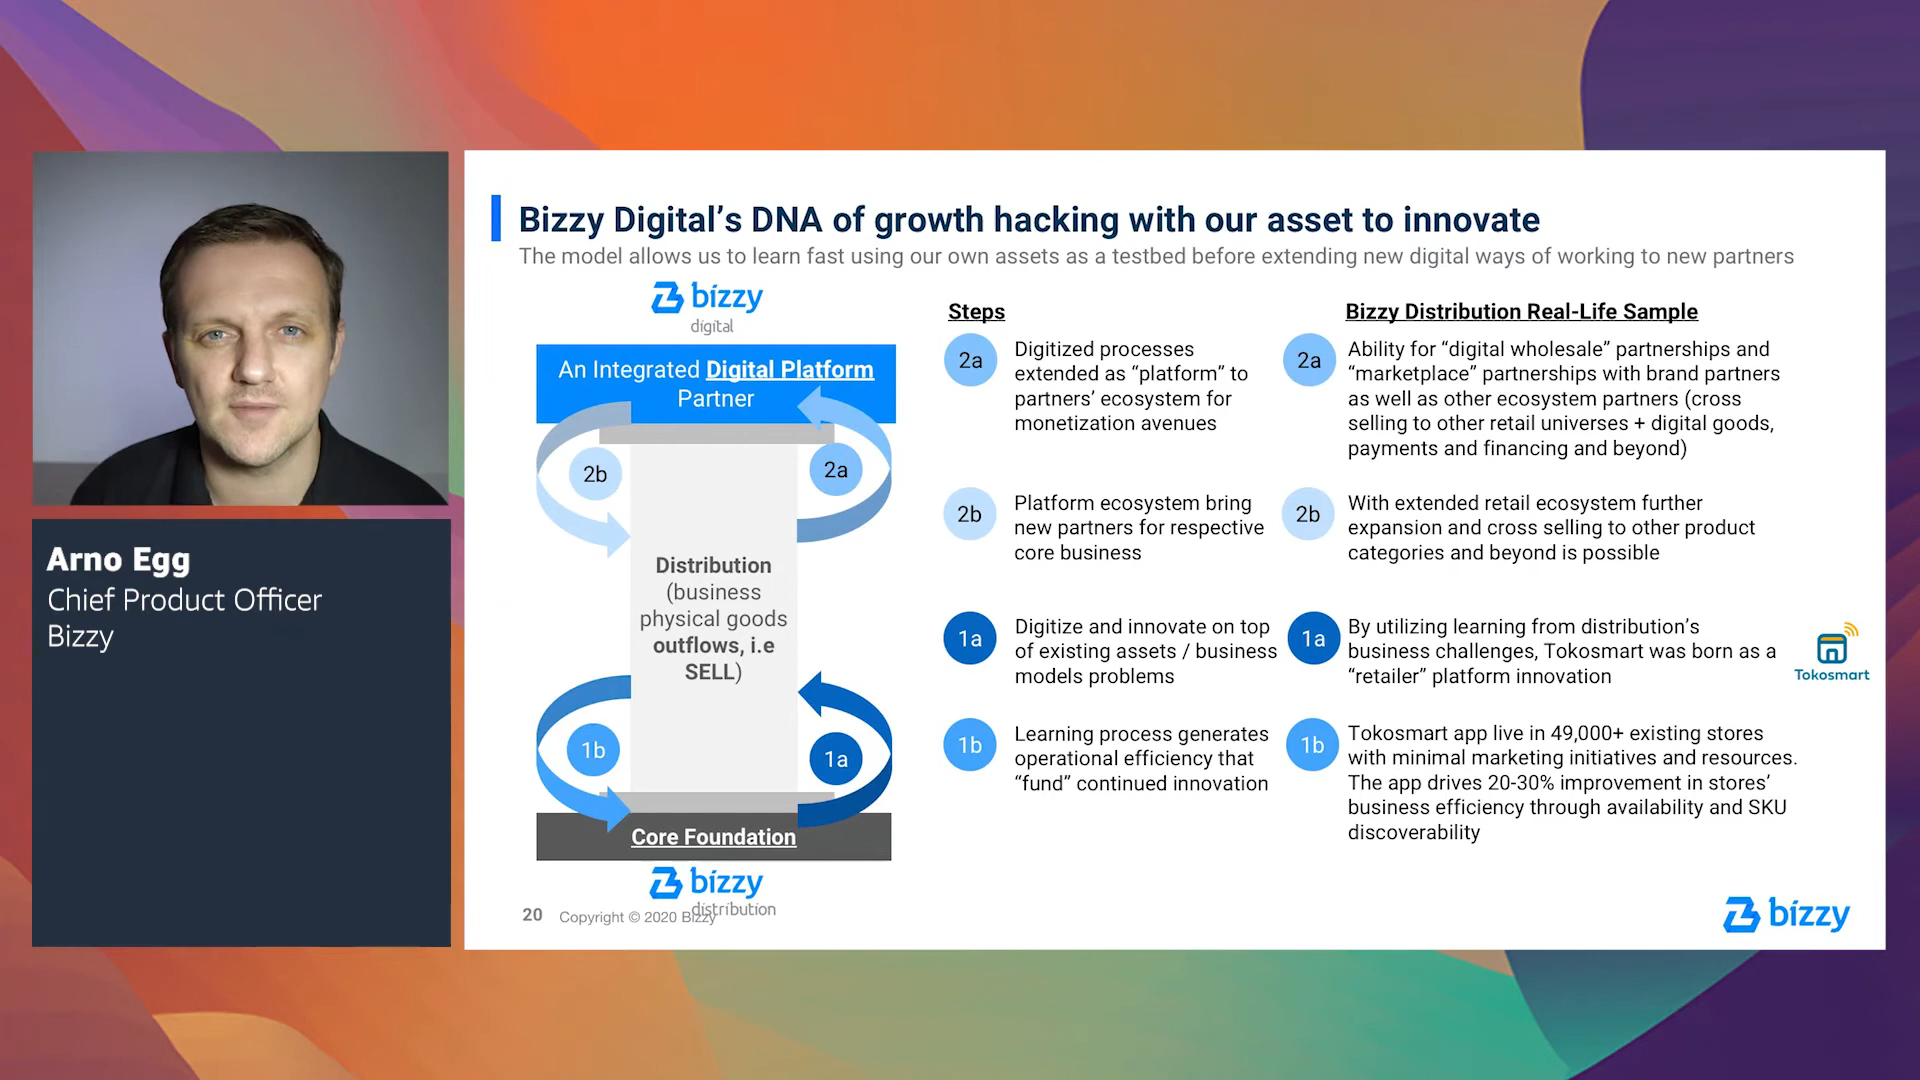 Arno Egg
Chief Product Officer
Bizzy
Bizzy Digital's DNA of growth hacking with our asset to innovate
The model allows us to learn fast using our own assets as a testbed before extending new digital ways of working to new partners
bizzy
digital
An Integrated Digital Platform
Partner
2b
2a
Distribution
(business
physical goods
outflows, i.e
SELL)
1b
1a
Core Foundation
bizzy
distribution
Steps
2a
Digitized processes
extended as “platform” to
partners’ ecosystem for
monetization avenues
2b
Platform ecosystem bring
new partners for respective
core business
1a
Digitize and innovate on top
of existing assets / business
models problems
1b
Learning process generates
operational efficiency that
“fund” continued innovation
Bizzy Distribution Real-Life Sample
2a
Ability for “digital wholesale” partnerships and
“marketplace” partnerships with brand partners
as well as other ecosystem partners (cross
selling to other retail universes + digital goods,
payments and financing and beyond)
2b
With extended retail ecosystem further
expansion and cross selling to other product
categories and beyond is possible
1a
By utilizing learning from distribution’s
business challenges, Tokosmart was born as a
“retailer” platform innovation
Tokosmart
1b
Tokosmart app live in 49,000+ existing stores
with minimal marketing initiatives and resources.
The app drives 20-30% improvement in stores’
business efficiency through availability and SKU
discoverability
20
Copyright © 2020 Bizzy
bizzy